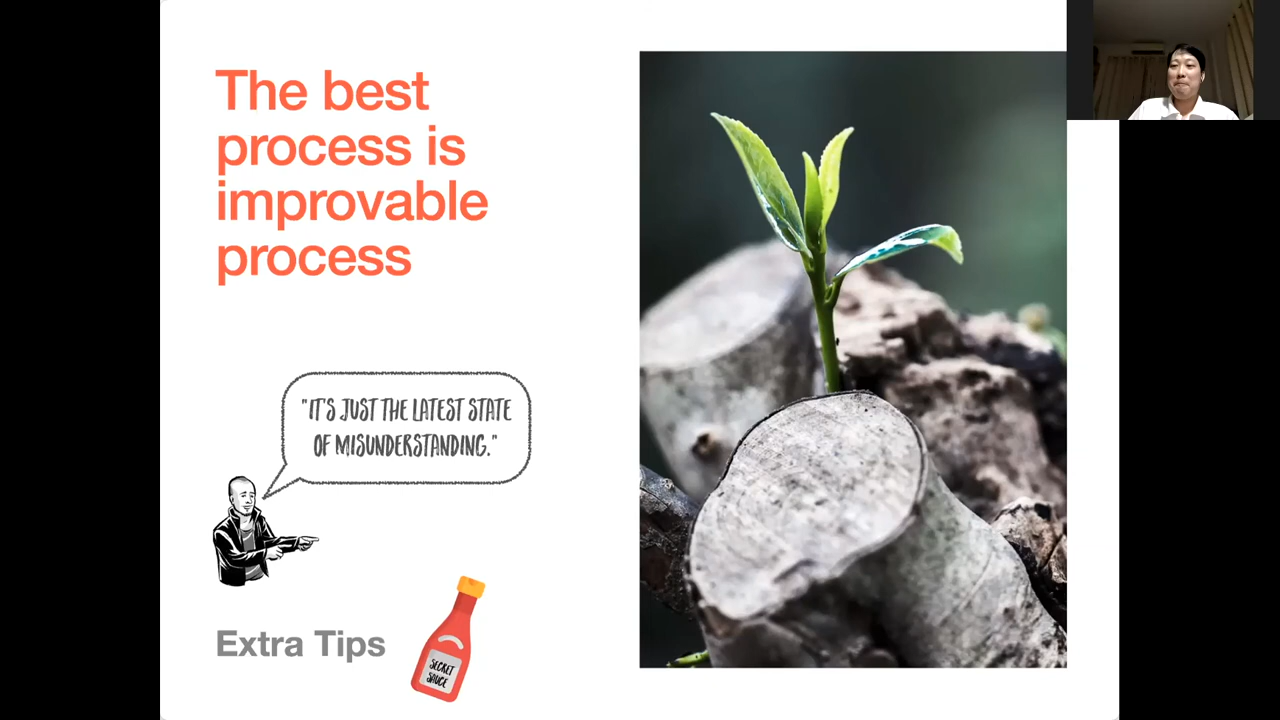 The best
process is
improvable
process
"IT'S JUST THE LATEST STATE
OF MISUNDERSTANDING."
Extra Tips
SECRET
SAUCE